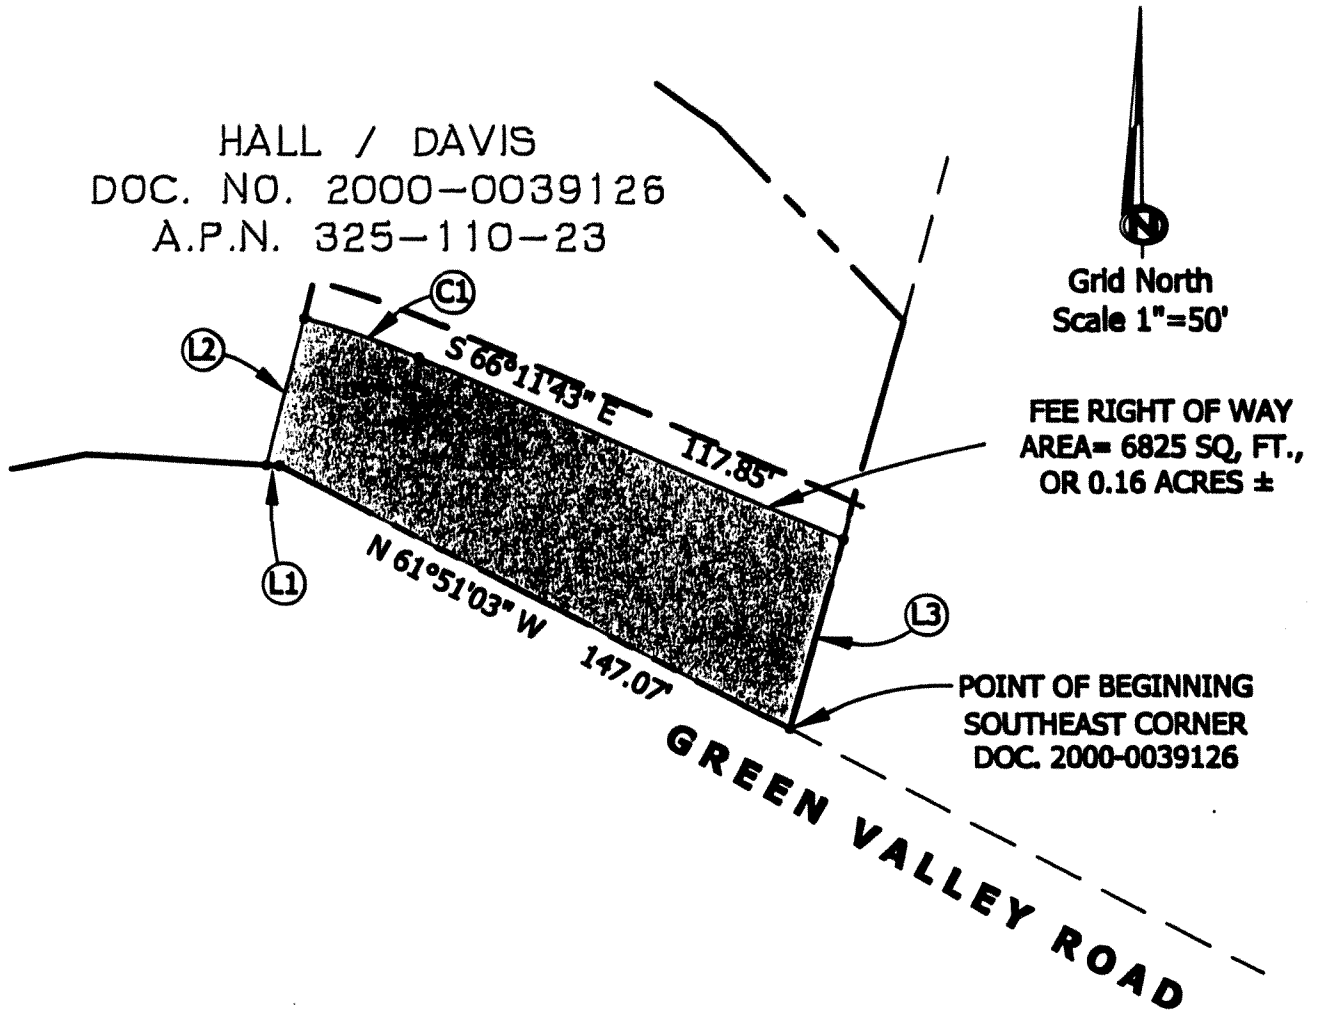 HALL / DAVIS
DOC. NO. 2000-0039126
A.P.N. 325-110-23
N
Grid North
Scale 1"=50'
C1
L2
S 66°11'43" E
117.85'
FEE RIGHT OF WAY
AREA= 6825 SQ, FT.,
OR 0.16 ACRES ±
L1
N 61°51'03" W
147.07'
L3
POINT OF BEGINNING
SOUTHEAST CORNER
DOC. 2000-0039126
GREEN VALLEY ROAD